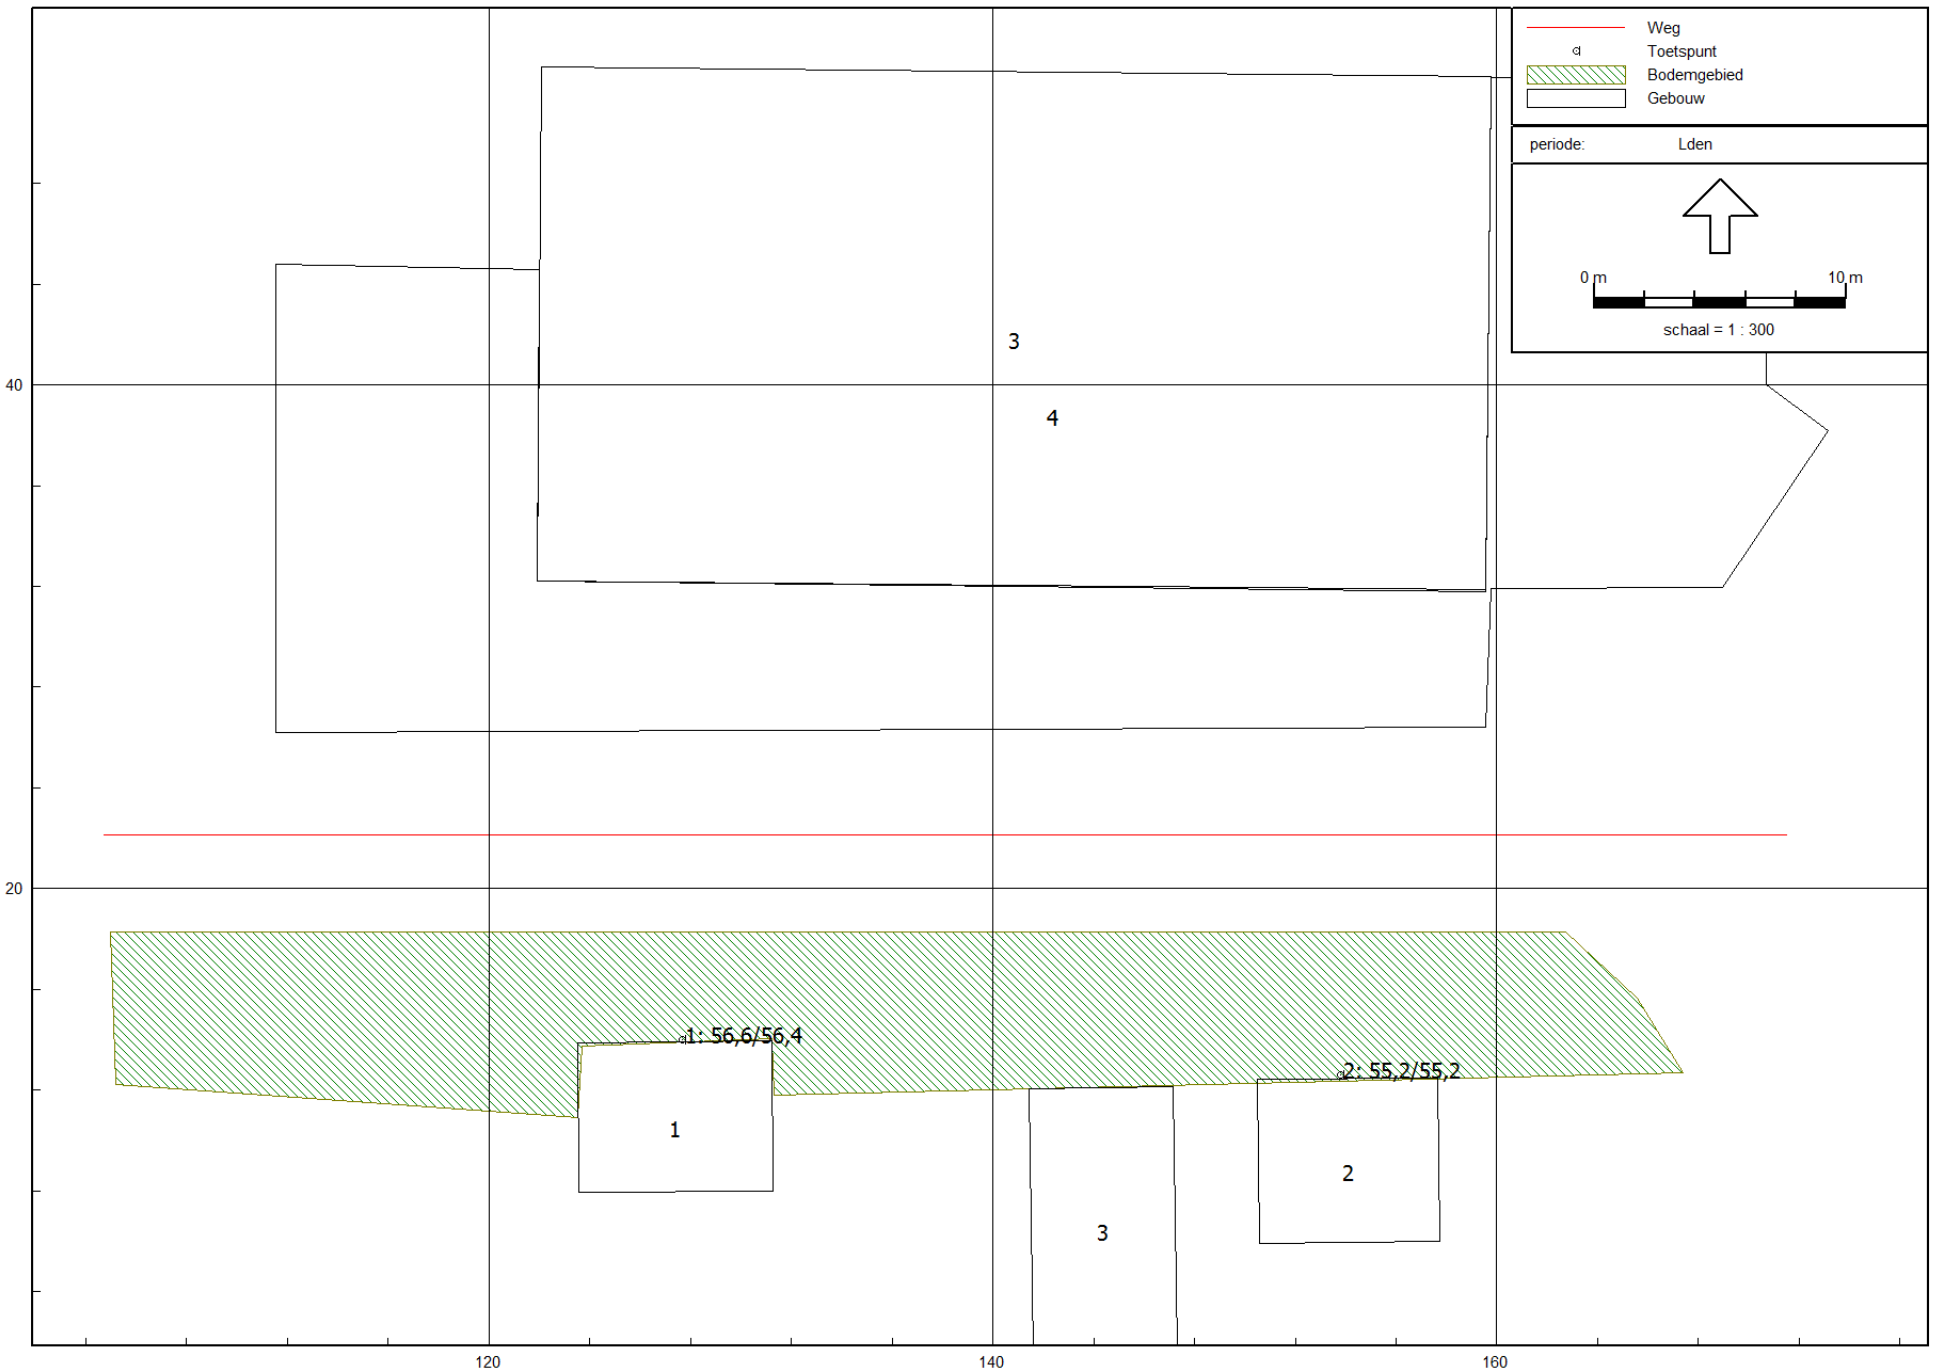 Weg
Toetspunt
Bodemgebied
Gebouw
periode: Lden
0 m 10 m
schaal = 1 : 300
3
40
4
20
1: 56,6/56,4
2: 55,2/55,2
1
2
3
120 140 160